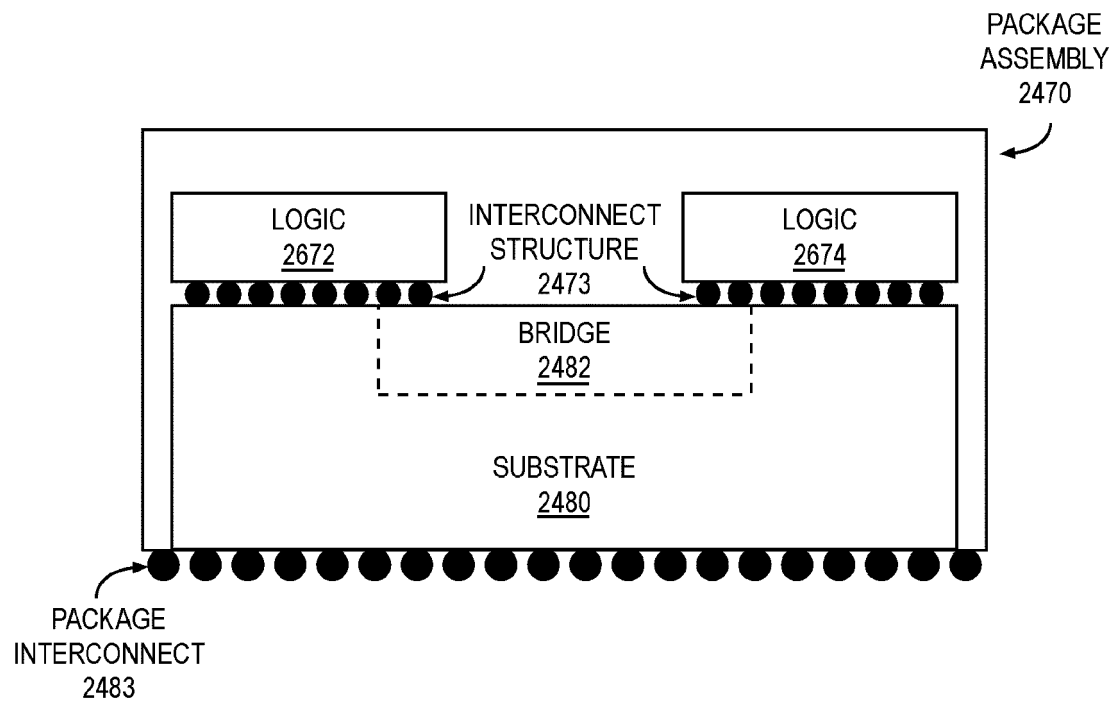 PACKAGE
ASSEMBLY
2470
LOGIC
2672
INTERCONNECT
STRUCTURE
2473
LOGIC
2674
BRIDGE
2482
SUBSTRATE
2480
PACKAGE
INTERCONNECT
2483